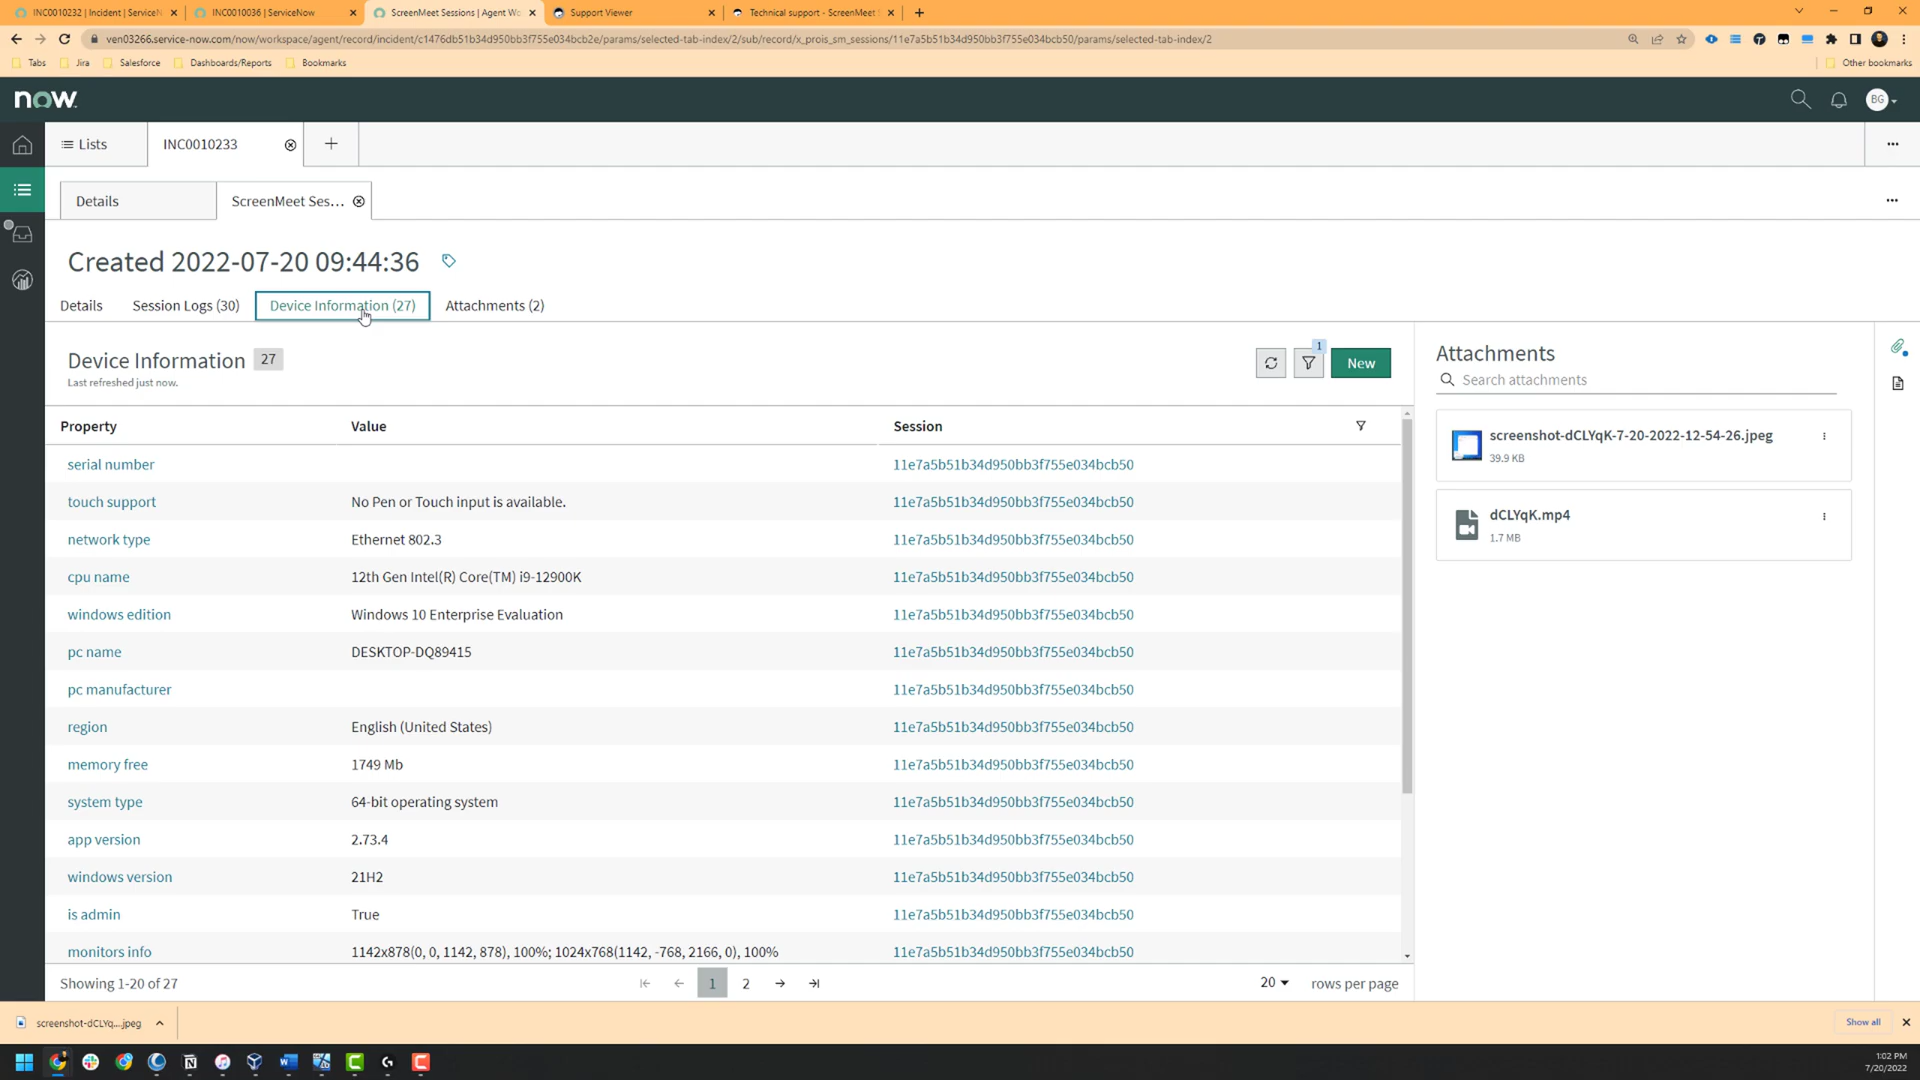 INC0010232 | Incident | ServiceN
INC0010036 | ServiceNow
ScreenMeet Sessions | Agent Wo
Support Viewer
Technical support - ScreenMeet
ven03266.service-now.com/now/workspace/agent/record/incident/c1476db51b34d950bb3f755e034bcb2e/params/selected-tab-index/2/sub/record/x_prois_sm_sessions/11e7a5b51b34d950bb3f755e034bcb50/params/selected-tab-index/2
Tabs Jira Salesforce Dashboards/Reports Bookmarks Other bookmarks
now
BG
Lists INC0010233
Details ScreenMeet Ses...
Created 2022-07-20 09:44:36
Details Session Logs (30) Device Information (27) Attachments (2)
Device Information 27
Last refreshed just now.
1
New
Property Value Session
serial number 11e7a5b51b34d950bb3f755e034bcb50
touch support No Pen or Touch input is available. 11e7a5b51b34d950bb3f755e034bcb50
network type Ethernet 802.3 11e7a5b51b34d950bb3f755e034bcb50
cpu name 12th Gen Intel(R) Core(TM) i9-12900K 11e7a5b51b34d950bb3f755e034bcb50
windows edition Windows 10 Enterprise Evaluation 11e7a5b51b34d950bb3f755e034bcb50
pc name DESKTOP-DQ89415 11e7a5b51b34d950bb3f755e034bcb50
pc manufacturer 11e7a5b51b34d950bb3f755e034bcb50
region English (United States) 11e7a5b51b34d950bb3f755e034bcb50
memory free 1749 Mb 11e7a5b51b34d950bb3f755e034bcb50
system type 64-bit operating system 11e7a5b51b34d950bb3f755e034bcb50
app version 2.73.4 11e7a5b51b34d950bb3f755e034bcb50
windows version 21H2 11e7a5b51b34d950bb3f755e034bcb50
is admin True 11e7a5b51b34d950bb3f755e034bcb50
monitors info 1142x878(0, 0, 1142, 878), 100%; 1024x768(1142, -768, 2166, 0), 100% 11e7a5b51b34d950bb3f755e034bcb50
Showing 1-20 of 27 1 2 20 rows per page
Attachments
Search attachments
screenshot-dCLYqK-7-20-2022-12-54-26.jpeg
39.9 KB
dCLYqK.mp4
1.7 MB
screenshot-dCLYq....jpeg Show all
1:02 PM
7/20/2022